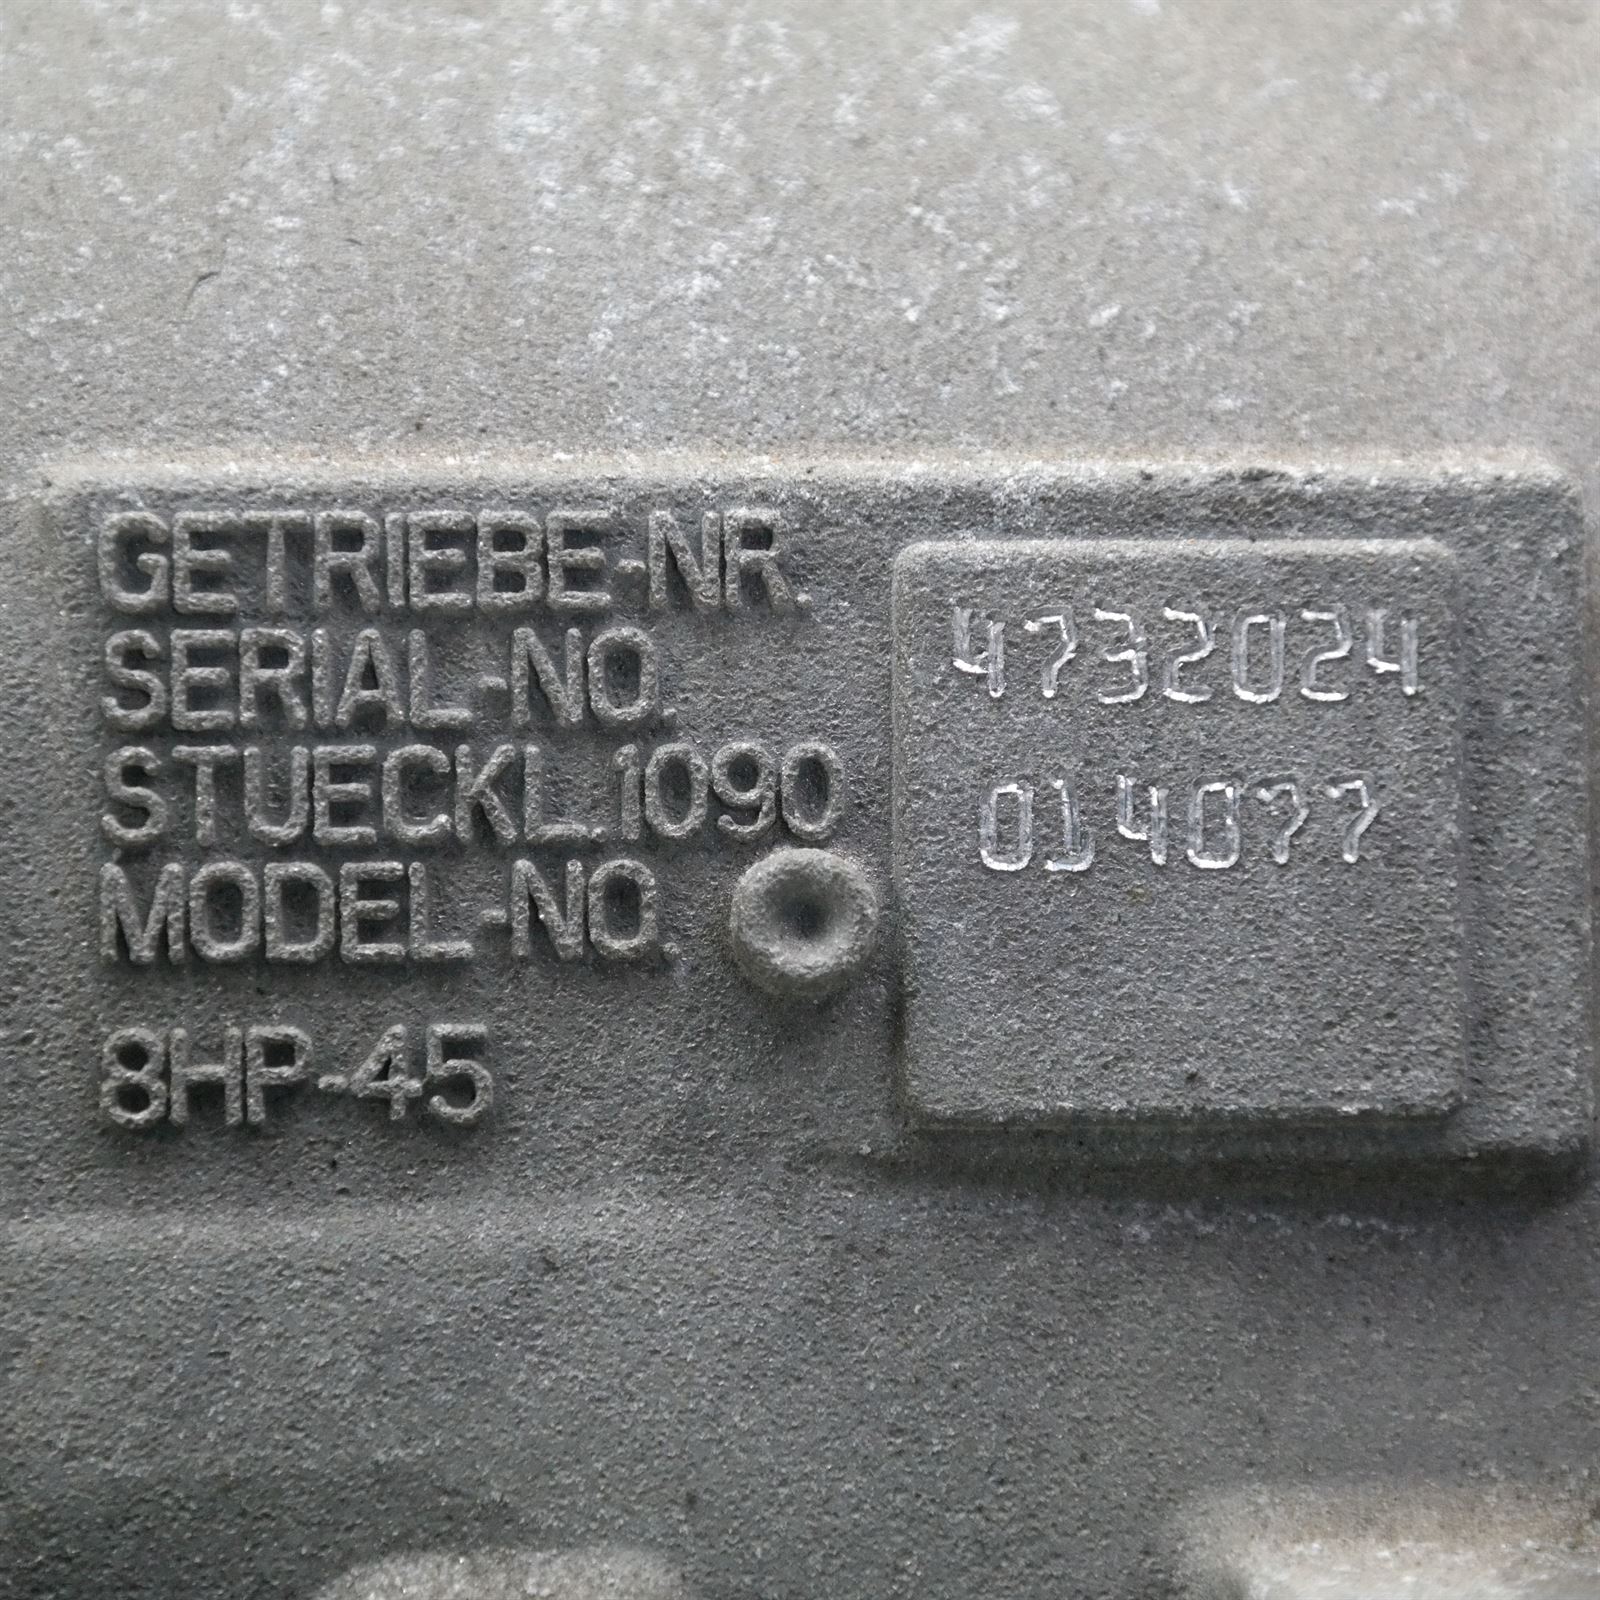 GETRIEBE-NR.
SERIAL-NO.
STUECKL.1090
MODEL-NO.
8HP-45
4732024
014077